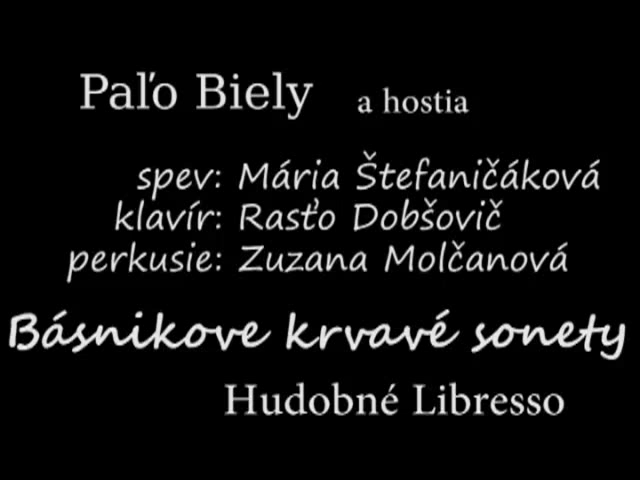 Paľo Biely a hostia
spev: Mária Štefaničáková
klavír: Rasťo Dobšovič
perkusie: Zuzana Molčanová
Básnikove krvavé sonety
Hudobné Libresso